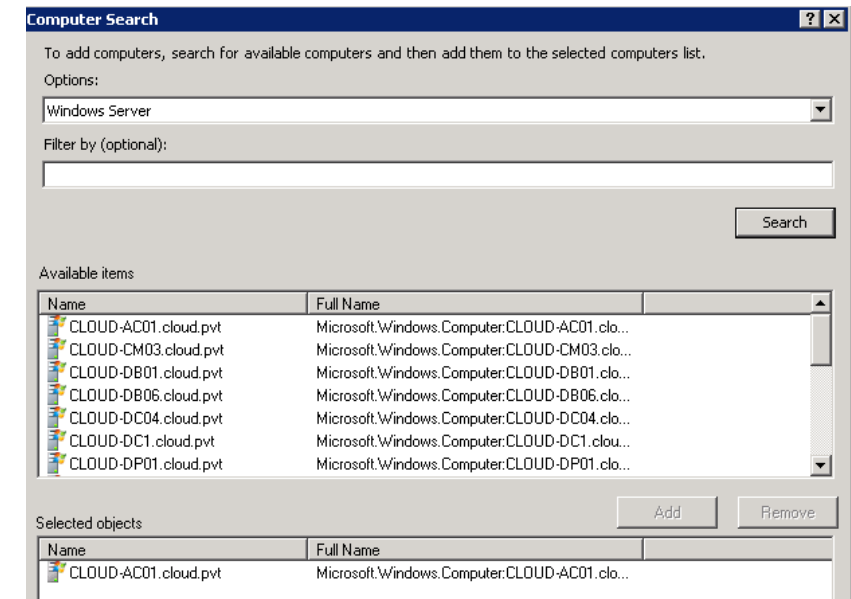 Computer Search
To add computers, search for available computers and then add them to the selected computers list.
Options:
Windows Server
Filter by (optional):
Search
Available items
Name Full Name
CLOUD-AC01.cloud.pvt Microsoft.Windows.Computer:CLOUD-AC01.clo...
CLOUD-CM03.cloud.pvt Microsoft.Windows.Computer:CLOUD-CM03.clo...
CLOUD-DB01.cloud.pvt Microsoft.Windows.Computer:CLOUD-DB01.clo...
CLOUD-DB06.cloud.pvt Microsoft.Windows.Computer:CLOUD-DB06.clo...
CLOUD-DC04.cloud.pvt Microsoft.Windows.Computer:CLOUD-DC04.clo...
CLOUD-DC1.cloud.pvt Microsoft.Windows.Computer:CLOUD-DC1.clou...
CLOUD-DP01.cloud.pvt Microsoft.Windows.Computer:CLOUD-DP01.clo...
Add Remove
Selected objects
Name Full Name
CLOUD-AC01.cloud.pvt Microsoft.Windows.Computer:CLOUD-AC01.clo...